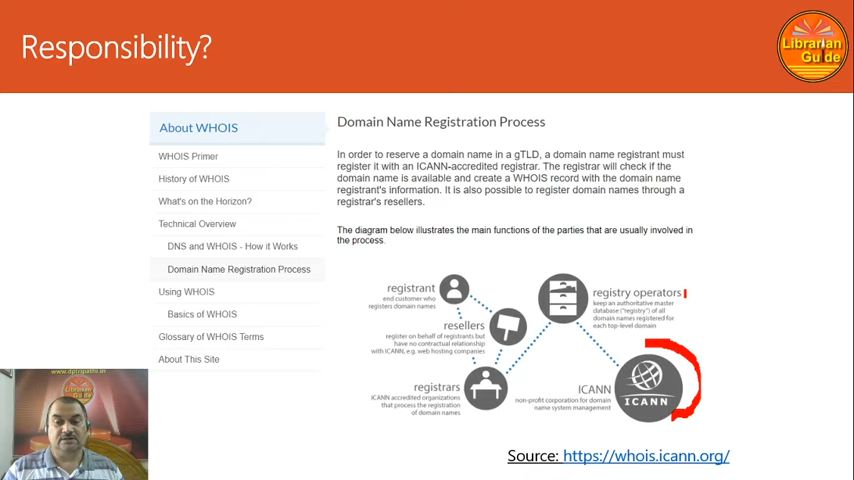 Responsibility?
Librarian
Guide
About WHOIS
WHOIS Primer
History of WHOIS
What's on the Horizon?
Technical Overview
DNS and WHOIS - How it Works
Domain Name Registration Process
Using WHOIS
Basics of WHOIS
Glossary of WHOIS Terms
About This Site
Domain Name Registration Process
In order to reserve a domain name in a gTLD, a domain name registrant must
register it with an ICANN-accredited registrar. The registrar will check if the
domain name is available and create a WHOIS record with the domain name
registrant's information. It is also possible to register domain names through a
registrar's resellers.
The diagram below illustrates the main functions of the parties that are usually involved in
the process.
registrant
end customer who
registers domain names
resellers
register on behalf of registrants but
have no contractual relationship
with ICANN, e.g. web hosting companies
registrars
ICANN accredited organizations
that process the registration
of domain names
registry operators
keep an authoritative master
database ("registry") of all
domain names registered for
each top-level domain
ICANN
non-profit corporation for domain
name system management
ICANN
www.dptripathi.in
Librarian
Guide
Source: https://whois.icann.org/